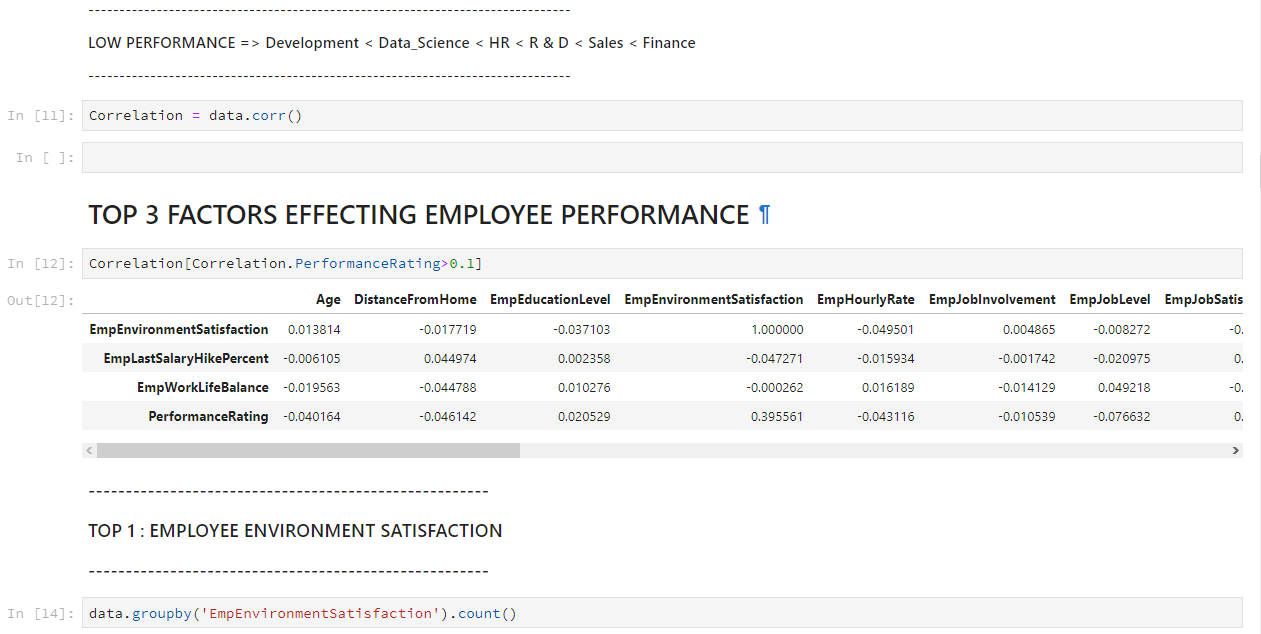 -----------------------------------------------------------------
LOW PERFORMANCE => Development < Data_Science < HR < R & D < Sales < Finance
-----------------------------------------------------------------
In [11]: Correlation = data.corr()
In [ ]:
TOP 3 FACTORS EFFECTING EMPLOYEE PERFORMANCE ¶
In [12]: Correlation[Correlation.PerformanceRating>0.1]
Out[12]:
Age DistanceFromHome EmpEducationLevel EmpEnvironmentSatisfaction EmpHourlyRate EmpJobInvolvement EmpJobLevel EmpJobSatis
EmpEnvironmentSatisfaction 0.013814 -0.017719 -0.037103 1.000000 -0.049501 0.004865 -0.008272 -0.
EmpLastSalaryHikePercent -0.006105 0.044974 0.002358 -0.047271 -0.015934 -0.001742 -0.020975 0.
EmpWorkLifeBalance -0.019563 -0.044788 0.010276 -0.000262 0.016189 -0.014129 0.049218 -0.
PerformanceRating -0.040164 -0.046142 0.020529 0.395561 -0.043116 -0.010539 -0.076632 0.
------------------------------------------------------
TOP 1 : EMPLOYEE ENVIRONMENT SATISFACTION
------------------------------------------------------
In [14]: data.groupby('EmpEnvironmentSatisfaction').count()